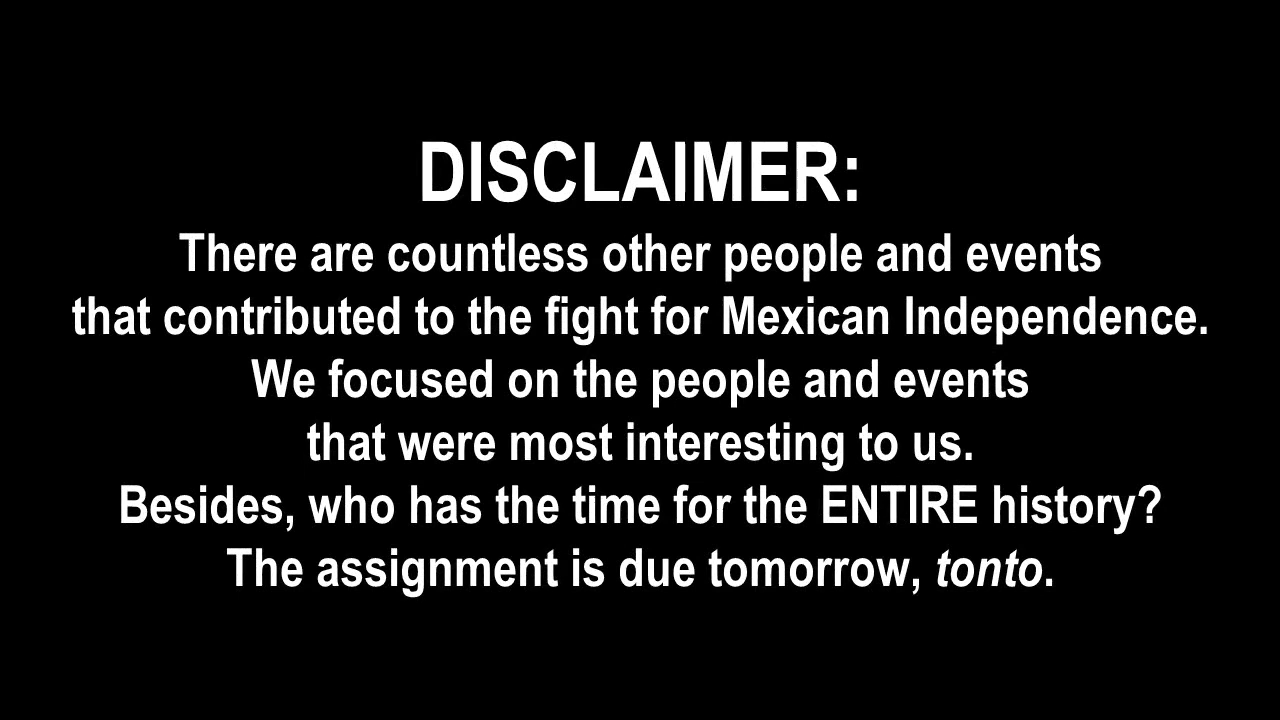 DISCLAIMER:
There are countless other people and events
that contributed to the fight for Mexican Independence.
We focused on the people and events
that were most interesting to us.
Besides, who has the time for the ENTIRE history?
The assignment is due tomorrow, tonto.